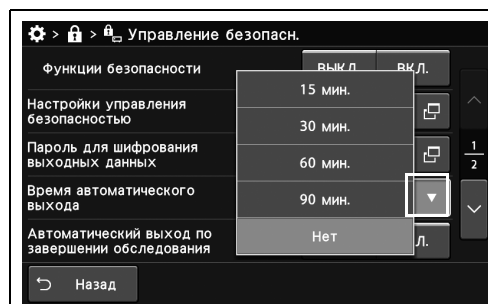 > > Управление безопасн.
Функции безопасности
ВЫКЛ.
ВКЛ.
Настройки управления
безопасностью
Пароль для шифрования
выходных данных
Время автоматического
выхода
Автоматический выход по
завершении обследования
15 мин.
30 мин.
60 мин.
90 мин.
Нет
Л.
1
2
Назад